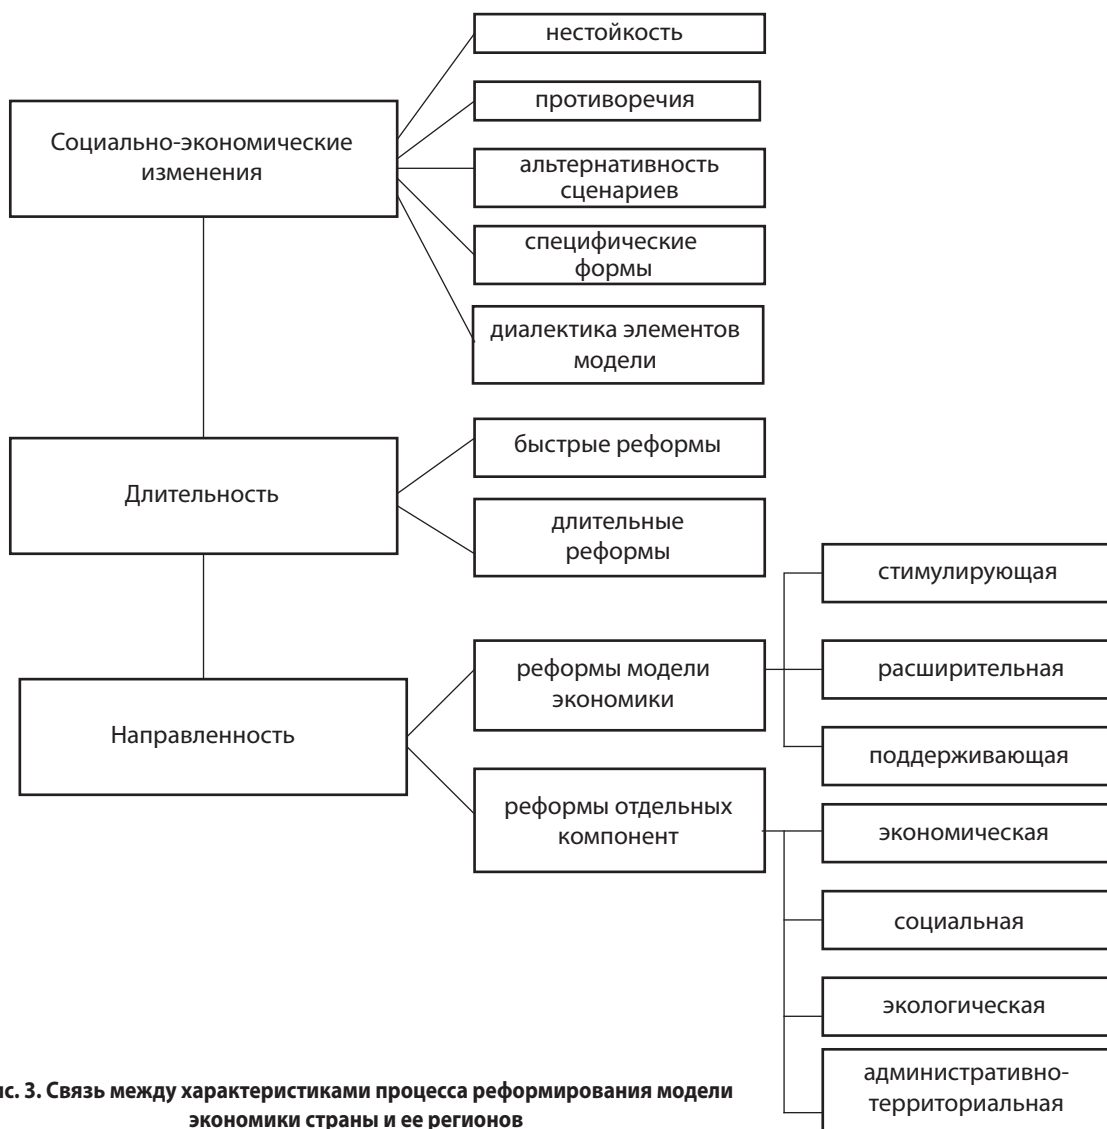 нестойкость
противоречия
Социально-экономические
изменения
альтернативность
сценариев
специфические
формы
диалектика элементов
модели
быстрые реформы
Длительность
длительные
реформы
стимулирующая
реформы модели
экономики
расширительная
Направленность
поддерживающая
реформы отдельных
компонент
экономическая
социальная
экологическая
административно-
территориальная
ис. 3. Связь между характеристиками процесса реформирования модели
экономики страны и ее регионов